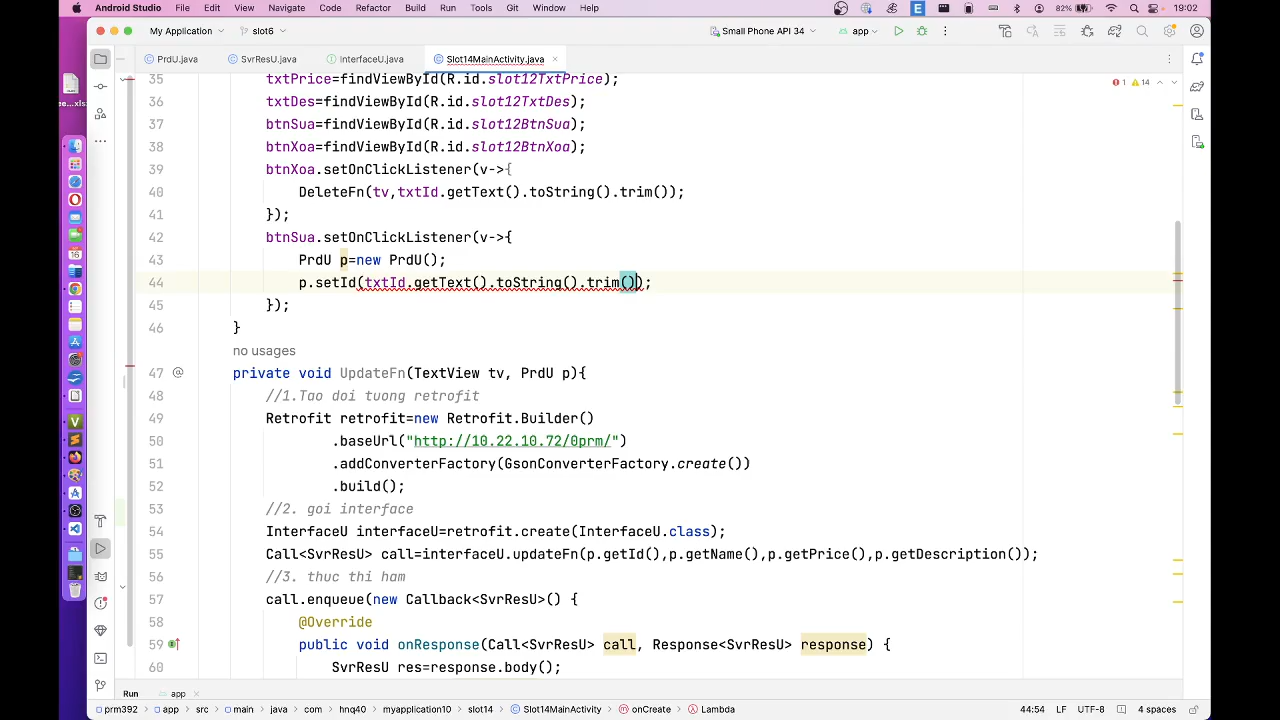 Android Studio File Edit View Navigate Code Refactor Build Run Tools Git Window Help 82% 19:02
My Application slot6 Small Phone API 34 app
PrdU.java SvrResU.java InterfaceU.java Slot14MainActivity.java
1 14
35 txtPrice=findViewById(R.id.slot12TxtPrice);
36 txtDes=findViewById(R.id.slot12TxtDes);
37 btnSua=findViewById(R.id.slot12BtnSua);
38 btnXoa=findViewById(R.id.slot12BtnXoa);
39 btnXoa.setOnClickListener(v->{
40 DeleteFn(tv,txtId.getText().toString().trim());
41 });
42 btnSua.setOnClickListener(v->{
43 PrdU p=new PrdU();
44 p.setId(txtId.getText().toString().trim());
45 });
46 }
no usages
47 private void UpdateFn(TextView tv, PrdU p){
48 //1.Tao doi tuong retrofit
49 Retrofit retrofit=new Retrofit.Builder()
50 .baseUrl("http://10.22.10.72/0prm/")
51 .addConverterFactory(GsonConverterFactory.create())
52 .build();
53 //2. goi interface
54 InterfaceU interfaceU=retrofit.create(InterfaceU.class);
55 Call<SvrResU> call=interfaceU.updateFn(p.getId(),p.getName(),p.getPrice(),p.getDescription());
56 //3. thuc thi ham
57 call.enqueue(new Callback<SvrResU>() {
58 @Override
59 public void onResponse(Call<SvrResU> call, Response<SvrResU> response) {
60 SvrResU res=response.body();
Run app
prm392 app src main java com hnq40 myapplication10 slot14 Slot14MainActivity onCreate Lambda 44:54 LF UTF-8 4 spaces